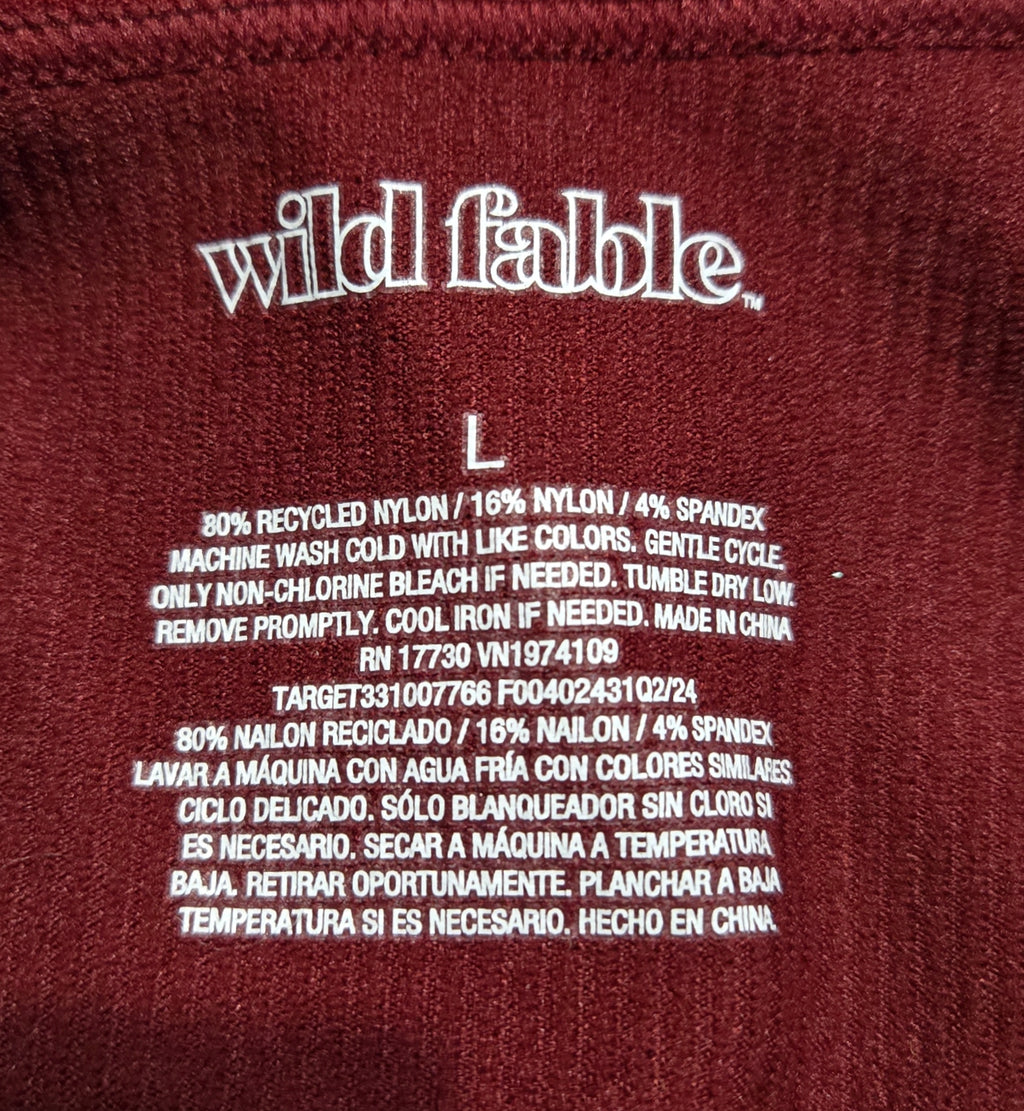 wild fable™
L
80% RECYCLED NYLON / 16% NYLON / 4% SPANDEX
MACHINE WASH COLD WITH LIKE COLORS. GENTLE CYCLE.
ONLY NON-CHLORINE BLEACH IF NEEDED. TUMBLE DRY LOW.
REMOVE PROMPTLY. COOL IRON IF NEEDED. MADE IN CHINA
RN 17730 VN1974109
TARGET331007766 F00402431Q2/24
80% NAILON RECICLADO / 16% NAILON / 4% SPANDEX
LAVAR A MÁQUINA CON AGUA FRÍA CON COLORES SIMILARES.
CICLO DELICADO. SÓLO BLANQUEADOR SIN CLORO SI
ES NECESARIO. SECAR A MÁQUINA A TEMPERATURA
BAJA. RETIRAR OPORTUNAMENTE. PLANCHAR A BAJA
TEMPERATURA SI ES NECESARIO. HECHO EN CHINA.